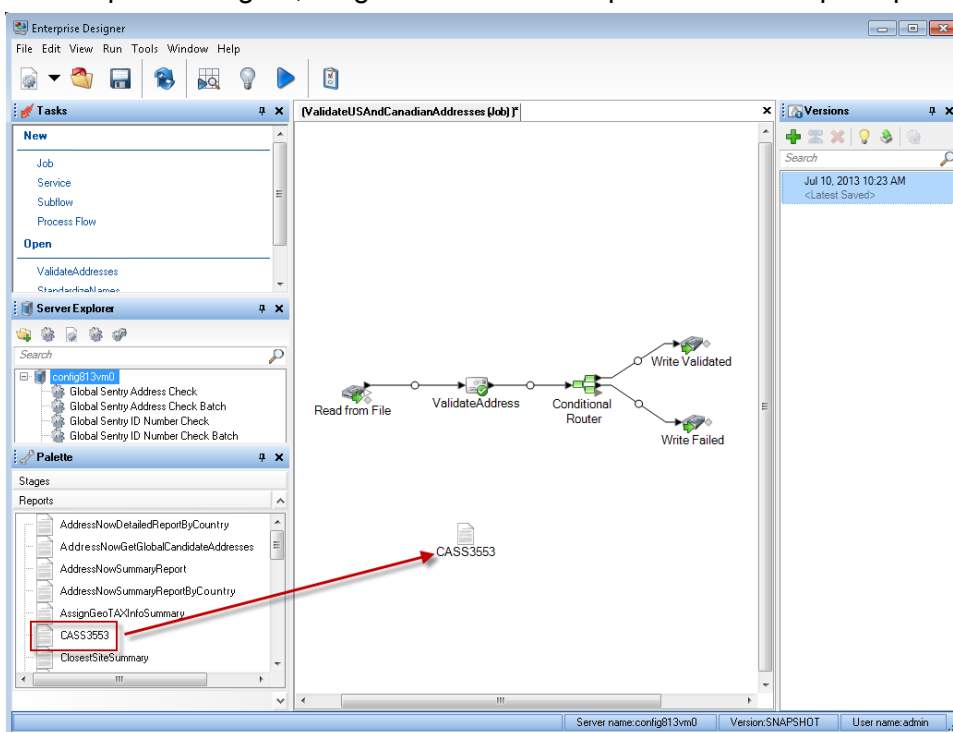 Enterprise Designer
File Edit View Run Tools Window Help
Tasks
New
Job
Service
Subflow
Process Flow
Open
ValidateAddresses
StandardizeNames
Server Explorer
Search
config813vm0
Global Sentry Address Check
Global Sentry Address Check Batch
Global Sentry ID Number Check
Global Sentry ID Number Check Batch
Palette
Stages
Reports
AddressNowDetailedReportByCountry
AddressNowGetGlobalCandidateAddresses
AddressNowSummaryReport
AddressNowSummaryReportByCountry
AssignGeoTAXInfoSummary
CASS3553
ClosestSiteSummary
(ValidateUSAndCanadianAddresses (Job) )*
Read from File
ValidateAddress
Conditional
Router
Write Validated
Write Failed
CASS3553
Versions
Search
Jul 10, 2013 10:23 AM
<Latest Saved>
Server name:config813vm0 Version:SNAPSHOT User name:admin